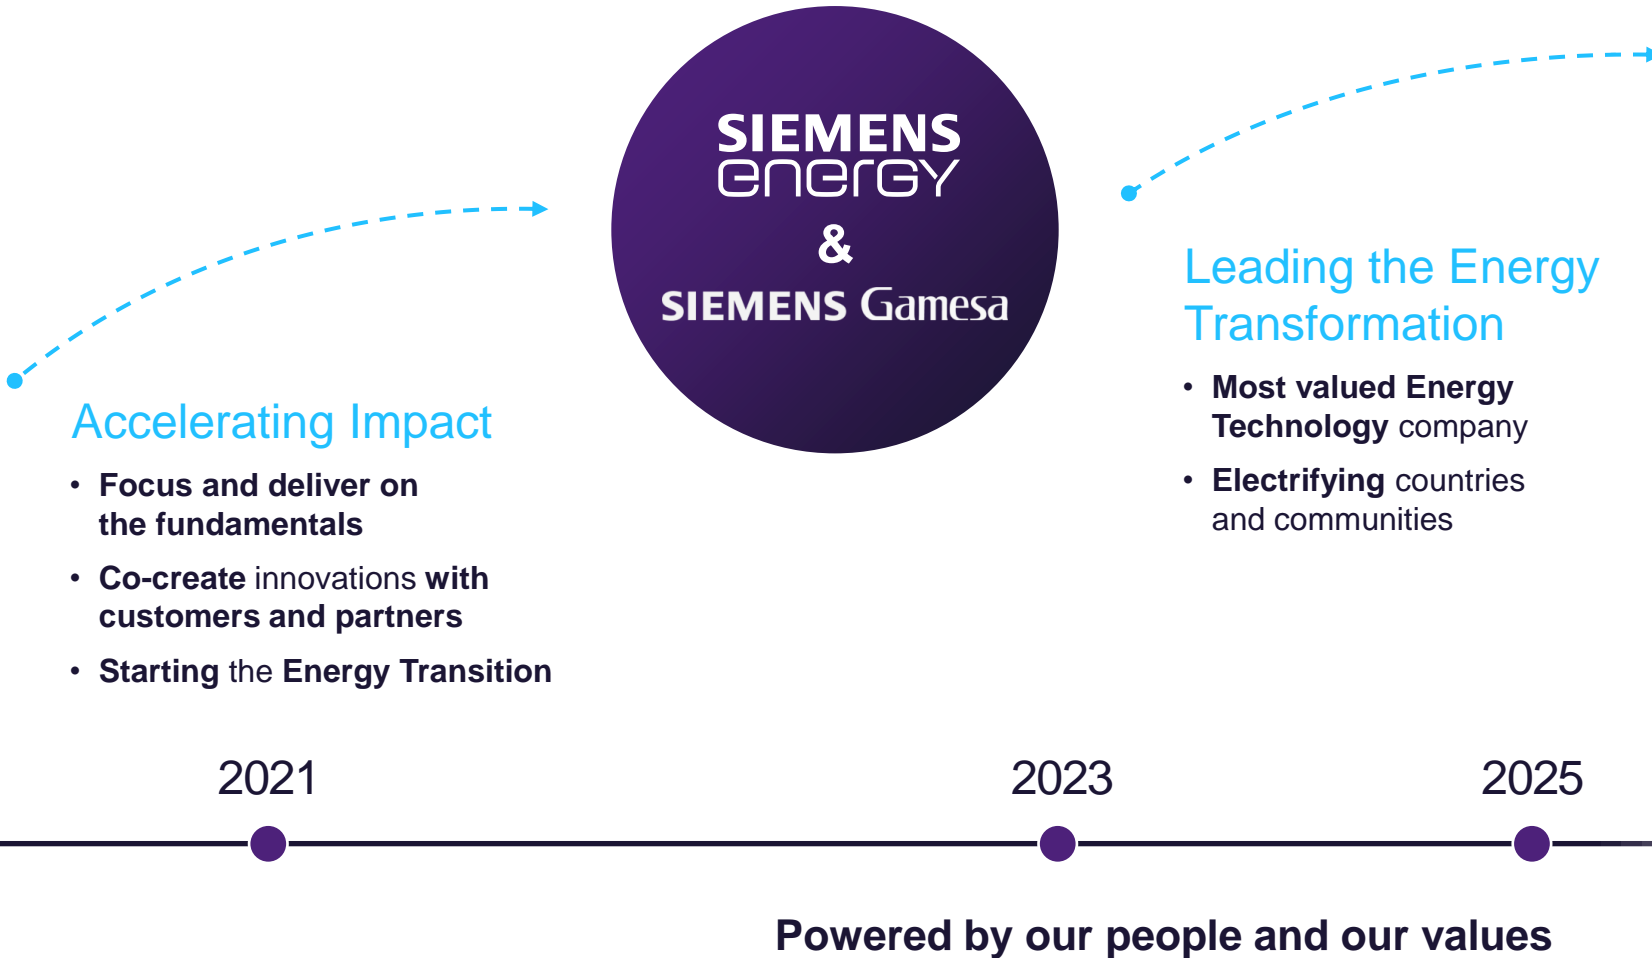 SIEMENS
energy
&
SIEMENS Gamesa
Accelerating Impact
• Focus and deliver on
the fundamentals
• Co-create innovations with
customers and partners
• Starting the Energy Transition
Leading the Energy
Transformation
• Most valued Energy
Technology company
• Electrifying countries
and communities
2021
2023
2025
Powered by our people and our values